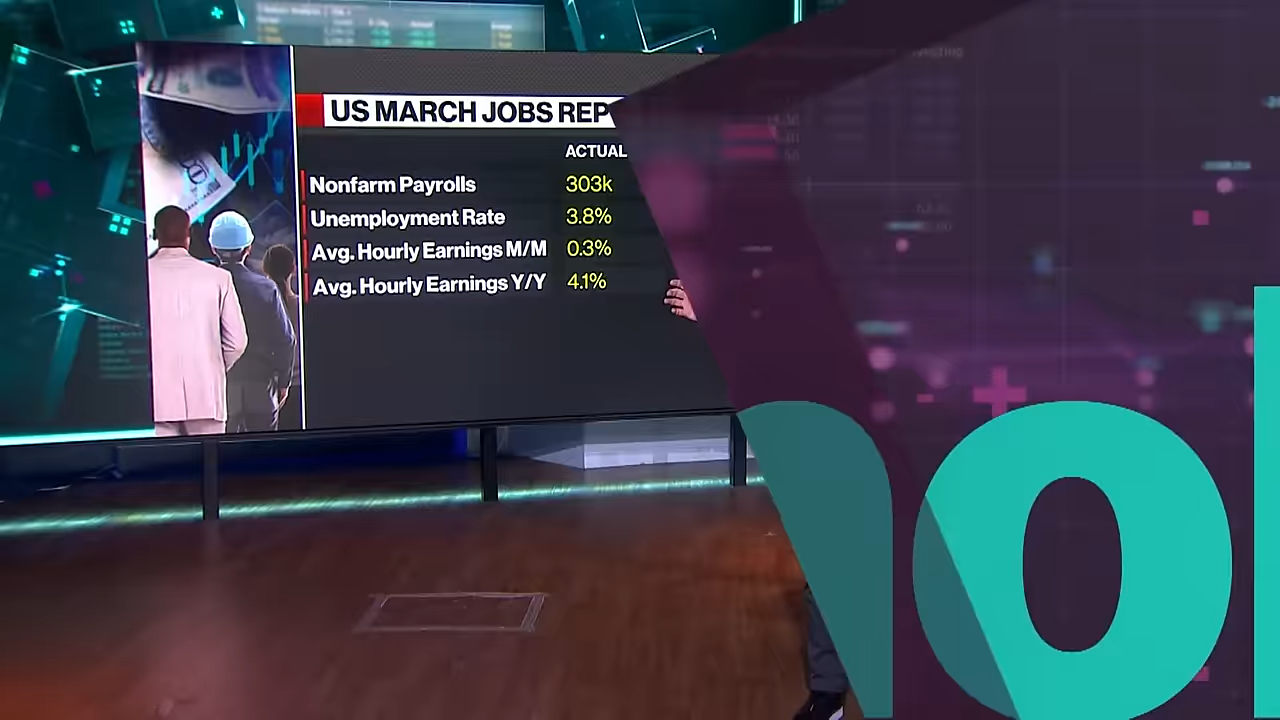 US MARCH JOBS REP
ACTUAL
Nonfarm Payrolls 303k
Unemployment Rate 3.8%
Avg. Hourly Earnings M/M 0.3%
Avg. Hourly Earnings Y/Y 4.1%
no